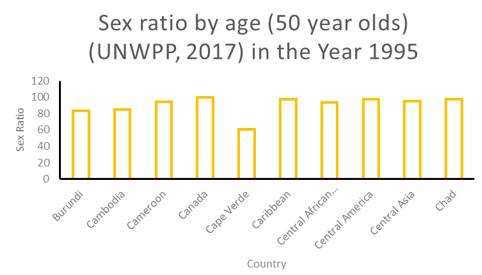 Sex ratio by age (50 year olds)
(UNWPP, 2017) in the Year 1995
Sex Ratio
120
100
80
60
40
20
0
Burundi
Cambodia
Cameroon
Canada
Cape Verde
Caribbean
Central African...
Central America
Central Asia
Chad
Country